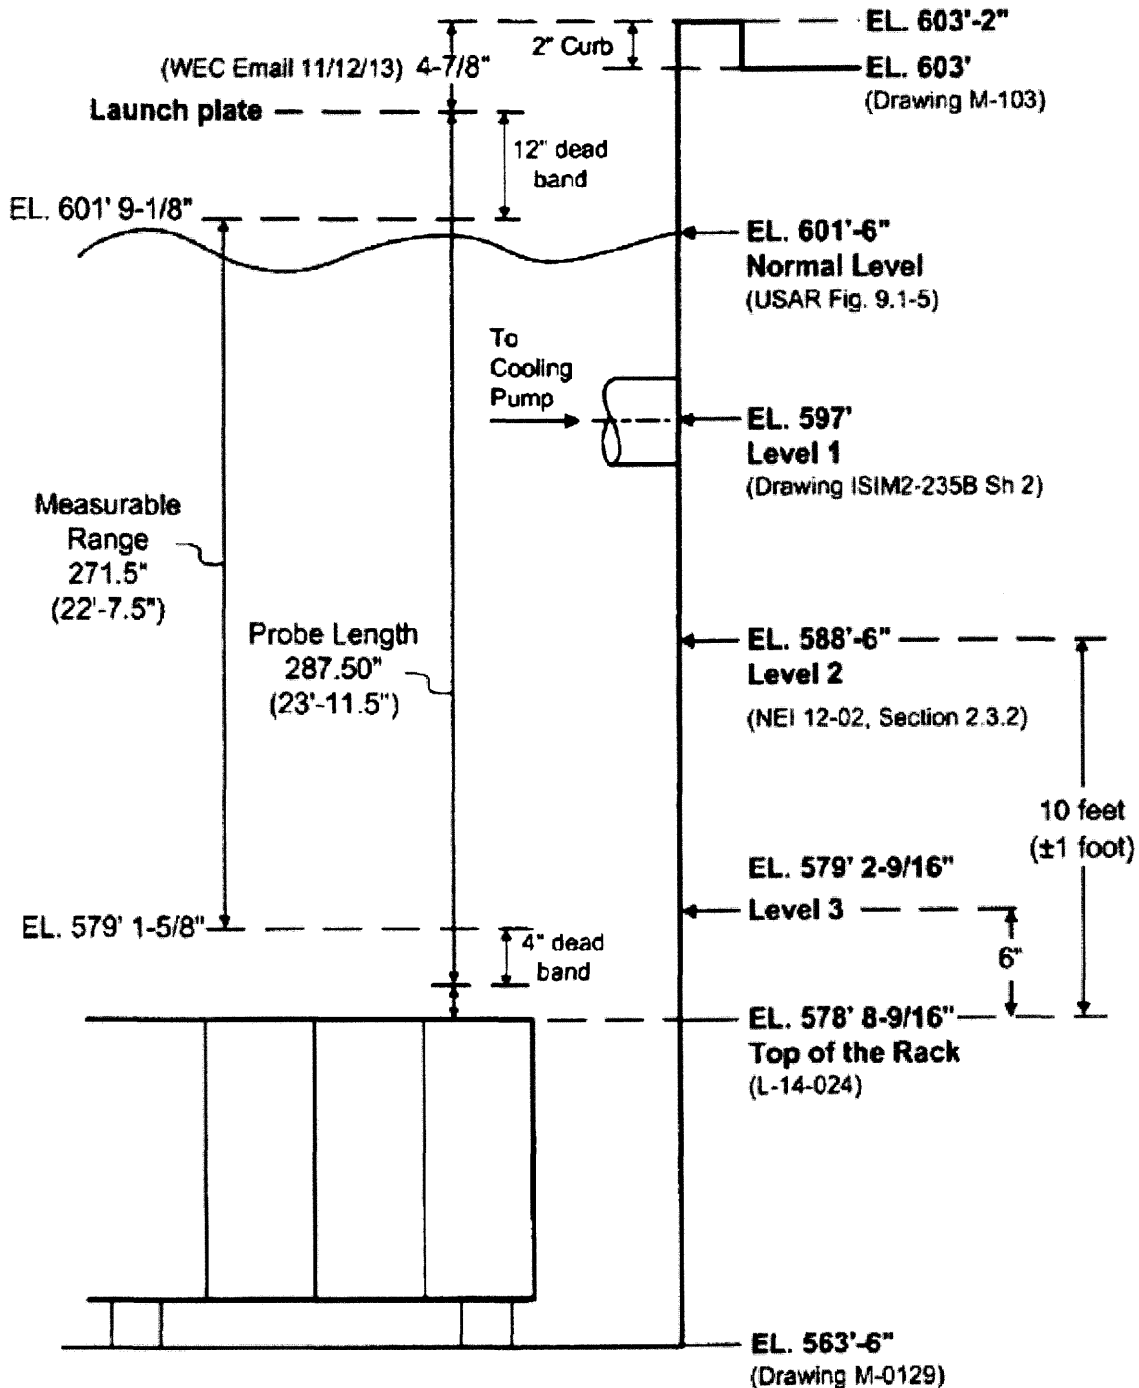 EL. 603'-2"
2" Curb
(WEC Email 11/12/13) 4-7/8"
EL. 603'
(Drawing M-103)
Launch plate
12" dead
band
EL. 601' 9-1/8"
EL. 601'-6"
Normal Level
(USAR Fig. 9.1-5)
To
Cooling
Pump
EL. 597'
Level 1
(Drawing ISIM2-235B Sh 2)
Measurable
Range
271.5"
(22'-7.5")
Probe Length
287.50"
(23'-11.5")
EL. 588'-6"
Level 2
(NEI 12-02, Section 2.3.2)
10 feet
(±1 foot)
EL. 579' 2-9/16"
Level 3
EL. 579' 1-5/8"
4" dead
band
6"
EL. 578' 8-9/16"
Top of the Rack
(L-14-024)
EL. 563'-6"
(Drawing M-0129)